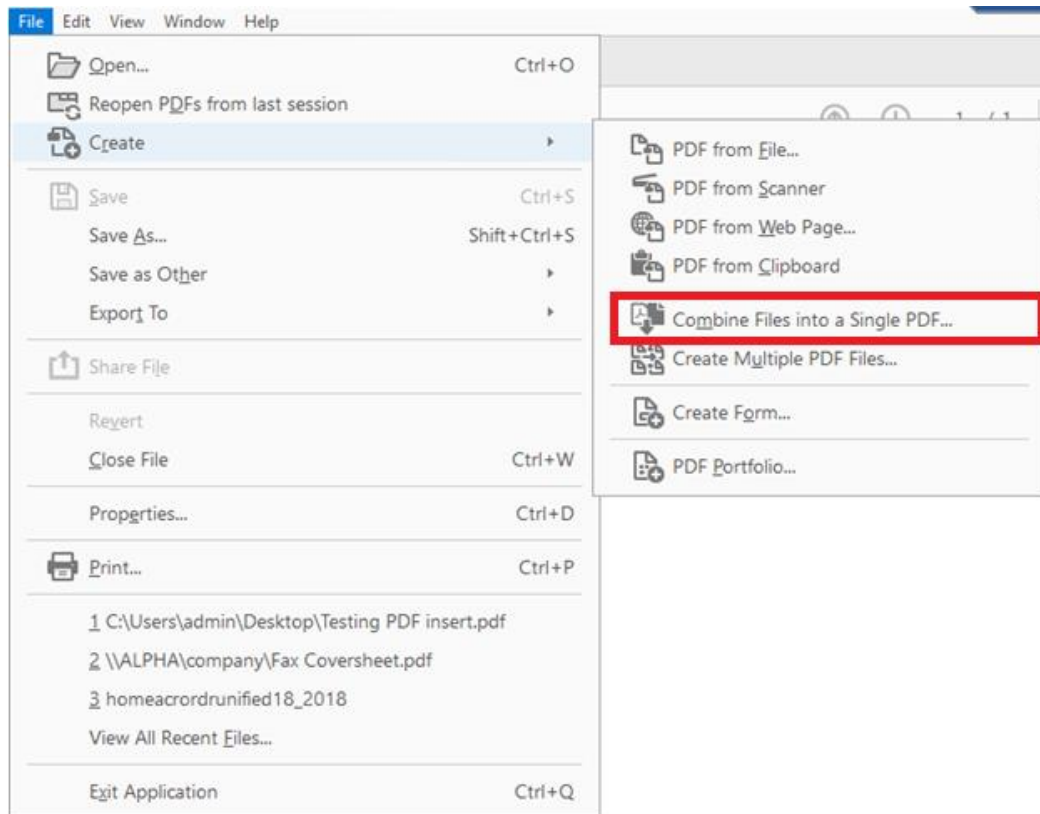 File Edit View Window Help
Open... Ctrl+O
Reopen PDFs from last session
Create
Save Ctrl+S
Save As... Shift+Ctrl+S
Save as Other
Export To
Share File
Revert
Close File Ctrl+W
Properties... Ctrl+D
Print... Ctrl+P
1 C:\Users\admin\Desktop\Testing PDF insert.pdf
2 \\ALPHA\company\Fax Coversheet.pdf
3 homeacrordrunified18_2018
View All Recent Files...
Exit Application Ctrl+Q
PDF from File...
PDF from Scanner
PDF from Web Page...
PDF from Clipboard
Combine Files into a Single PDF...
Create Multiple PDF Files...
Create Form...
PDF Portfolio...